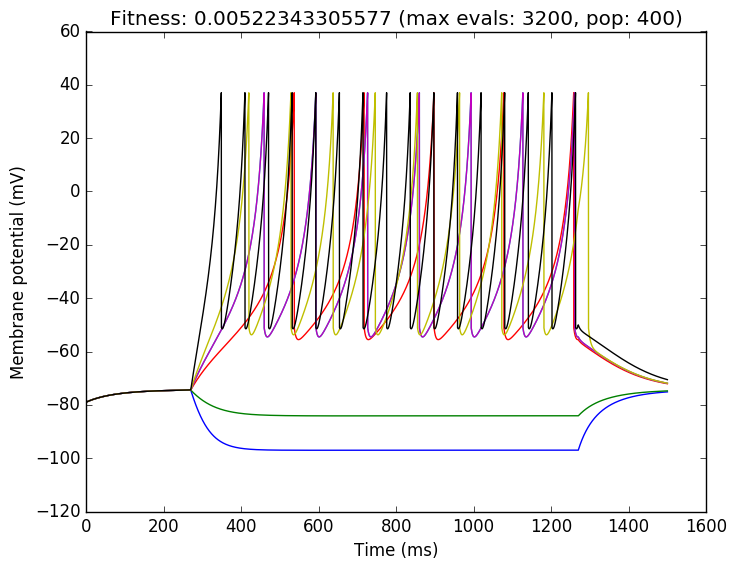 Fitness: 0.00522343305577 (max evals: 3200, pop: 400)
60
40
20
0
−20
−40
−60
−80
−100
−120
Membrane potential (mV)
0 200 400 600 800 1000 1200 1400 1600
Time (ms)